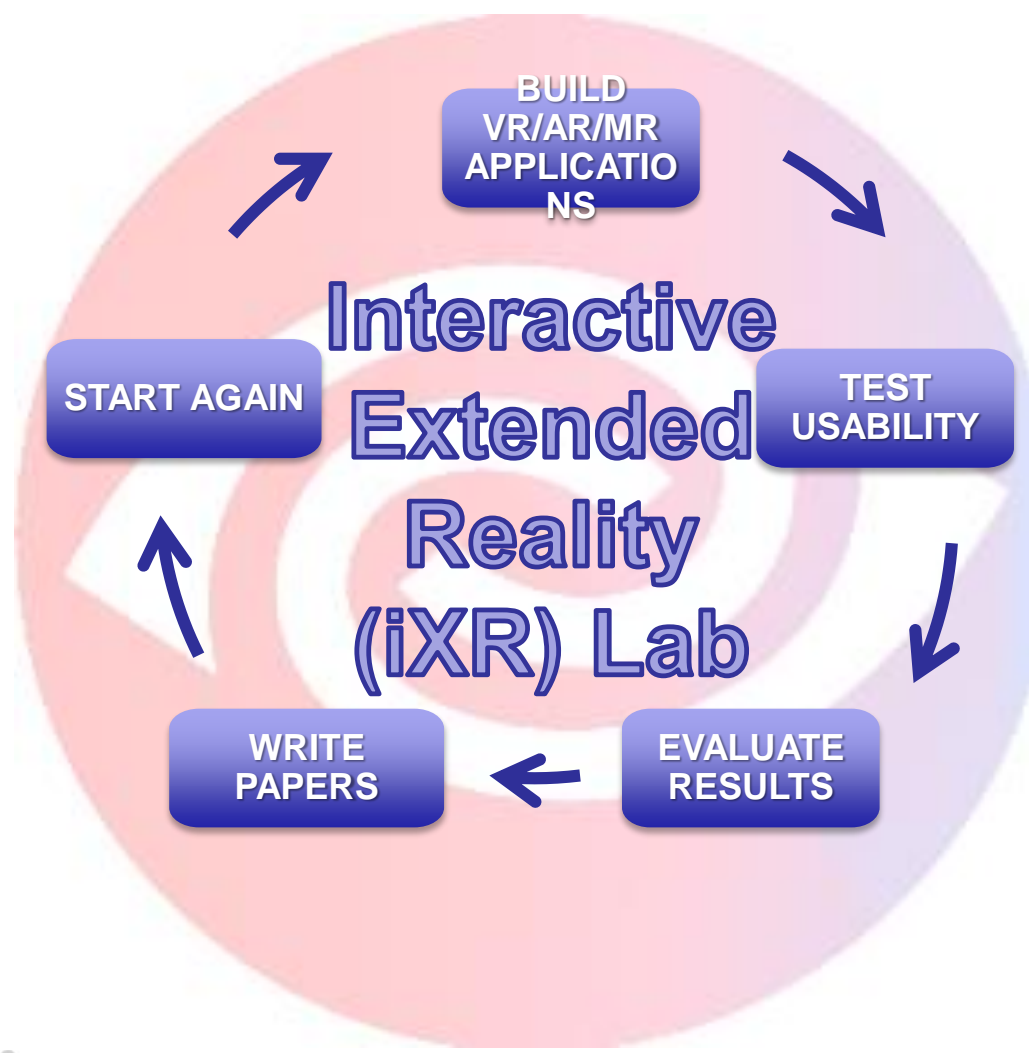 BUILD
VR/AR/MR
APPLICATIO
NS
Interactive
Extended
Reality
(iXR) Lab
TEST
USABILITY
EVALUATE
RESULTS
WRITE
PAPERS
START AGAIN